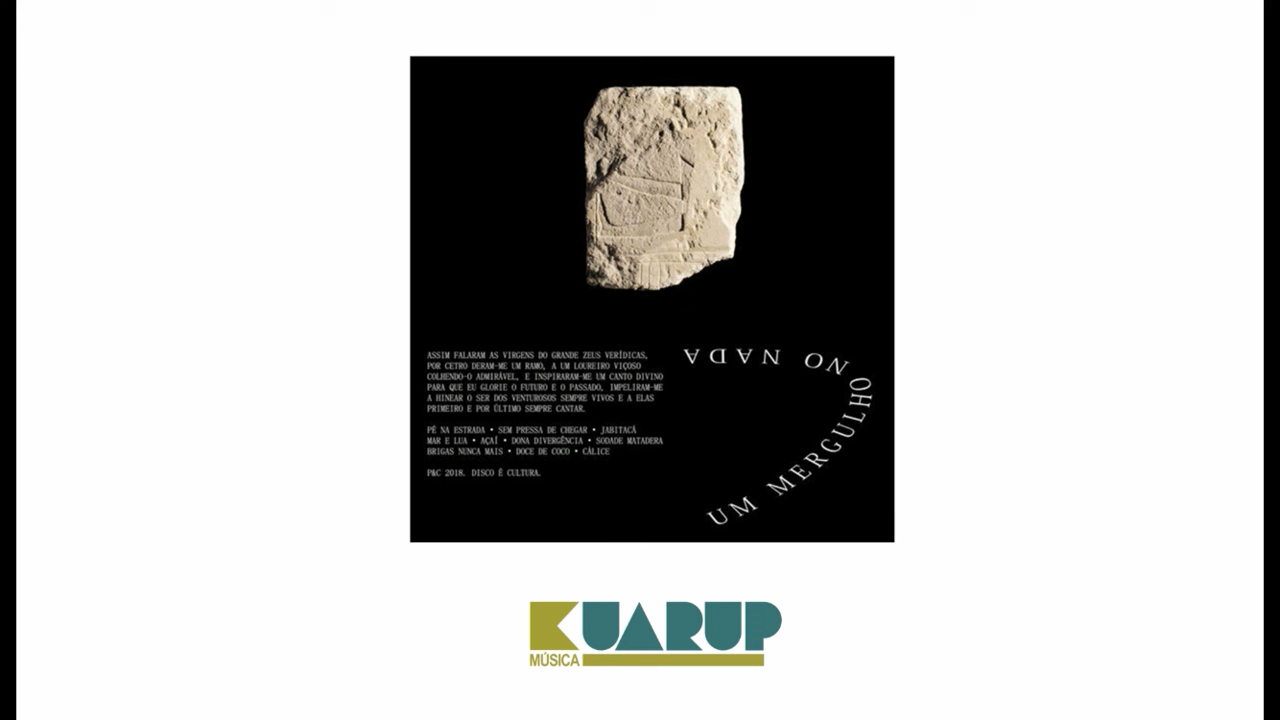 ASSIM FALARAM AS VIRGENS DO GRANDE ZEUS VERÍDICAS,
POR CETRO DERAM-ME UM RAMO, A UM LOUREIRO VIÇOSO
COLHENDO-O ADMIRÁVEL, E INSPIRARAM-ME UM CANTO DIVINO
PARA QUE EU GLORIE O FUTURO E O PASSADO, IMPELIRAM-ME
A HINEAR O SER DOS VENTUROSOS SEMPRE VIVOS E A ELAS
PRIMEIRO E POR ÚLTIMO SEMPRE CANTAR.
PÉ NA ESTRADA • SEM PRESSA DE CHEGAR • JABITACÁ
MAR E LUA • AÇAÍ • DONA DIVERGÊNCIA • SODADE MATADERA
BRIGAS NUNCA MAIS • DOCE DE COCO • CÁLICE
P&C 2018. DISCO É CULTURA.
UM MERGULHO NO NADA
KUARUP
MÚSICA